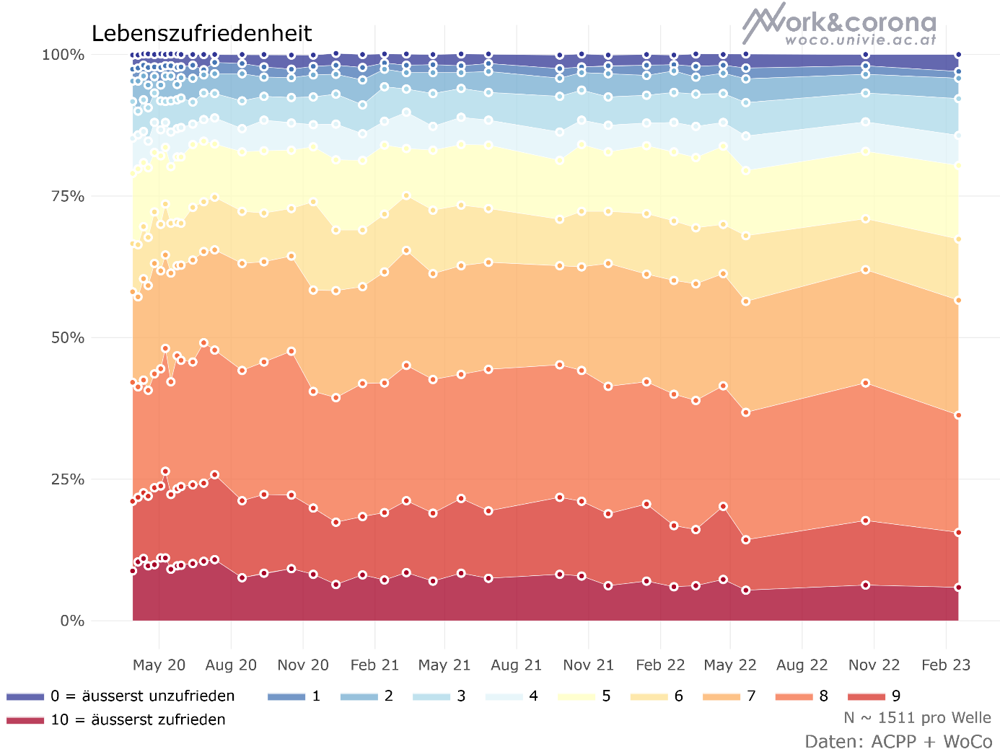 Lebenszufriedenheit
Work&corona
woco.univie.ac.at
100%
75%
50%
25%
0%
May 20 Aug 20 Nov 20 Feb 21 May 21 Aug 21 Nov 21 Feb 22 May 22 Aug 22 Nov 22 Feb 23
0 = äusserst unzufrieden 1 2 3 4 5 6 7 8 9
10 = äusserst zufrieden
N ~ 1511 pro Welle
Daten: ACPP + WoCo